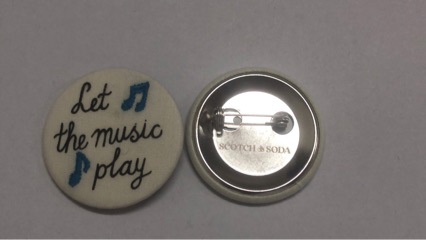 Let
the music
play
SCOTCH & SODA